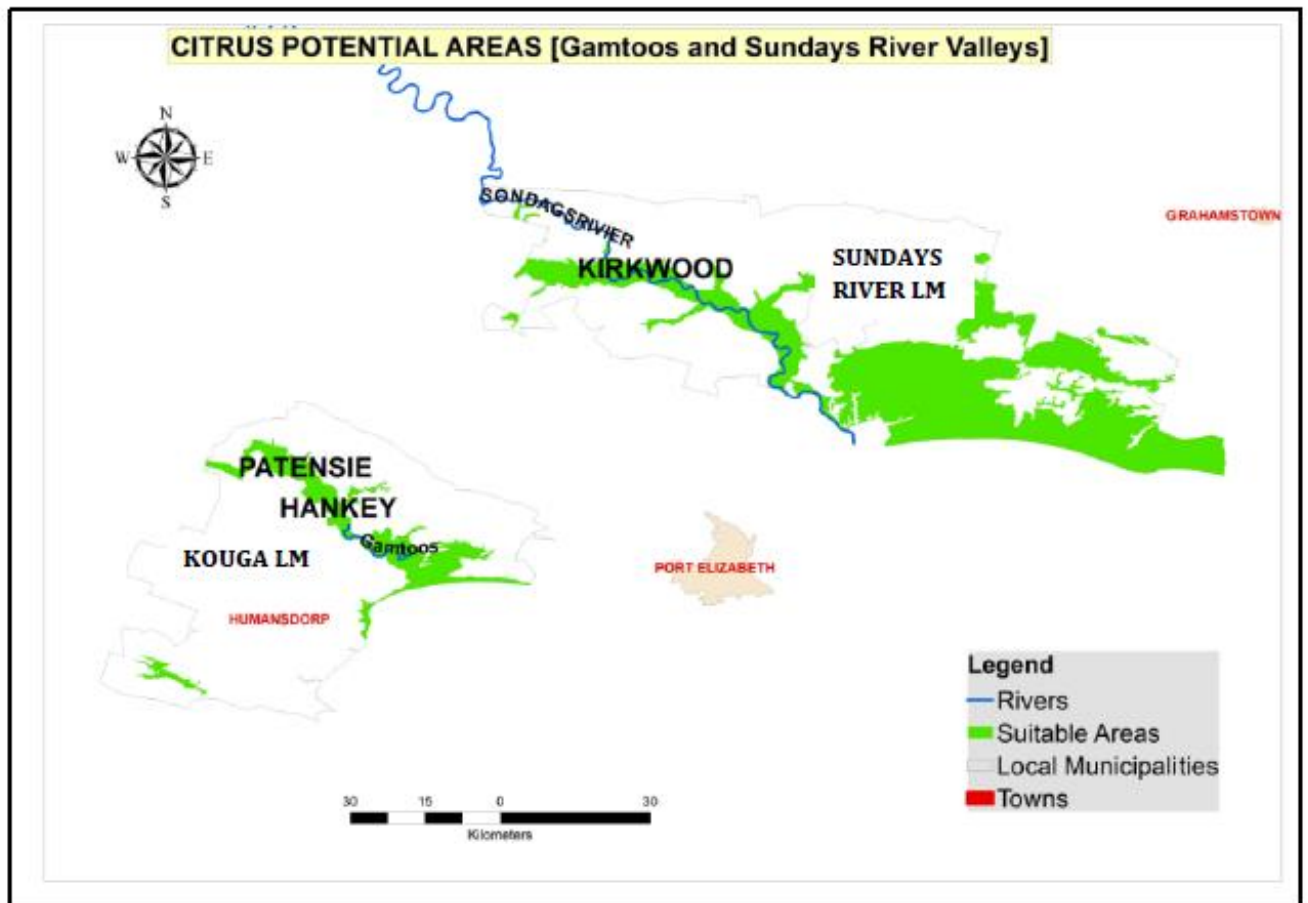 CITRUS POTENTIAL AREAS [Gamtoos and Sundays River Valleys]
N
W E
S
SONDAGSRIVIER
GRAHAMSTOWN
KIRKWOOD
SUNDAYS
RIVER LM
PATENSIE
HANKEY
Gamtoos
KOUGA LM
PORT ELIZABETH
HUMANSDORP
Legend
Rivers
Suitable Areas
Local Municipalities
Towns
30 15 0 30
Kilometers